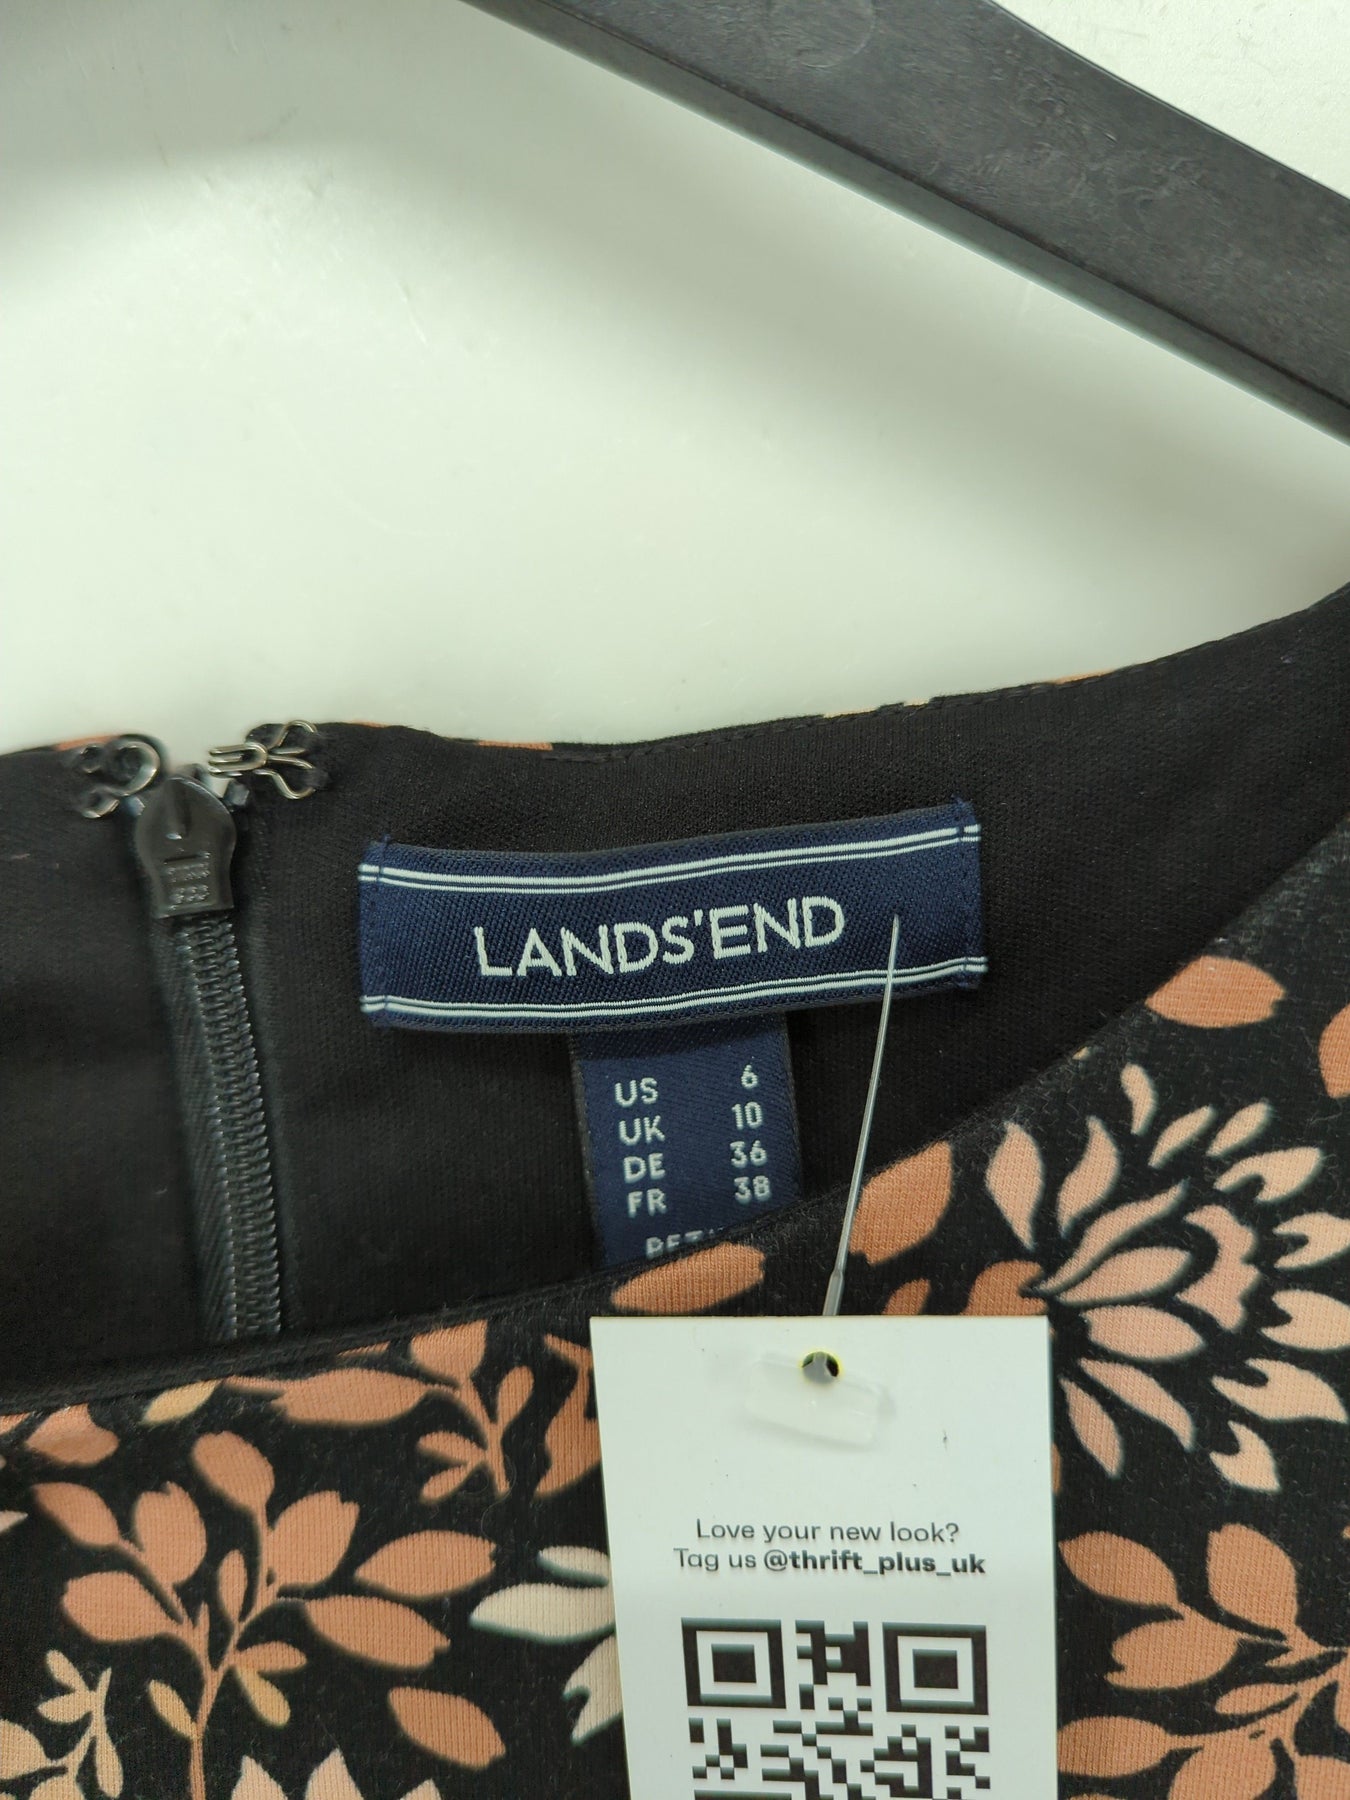 LANDS'END
US 6
UK 10
DE 36
FR 38
Love your new look?
Tag us @thrift_plus_uk